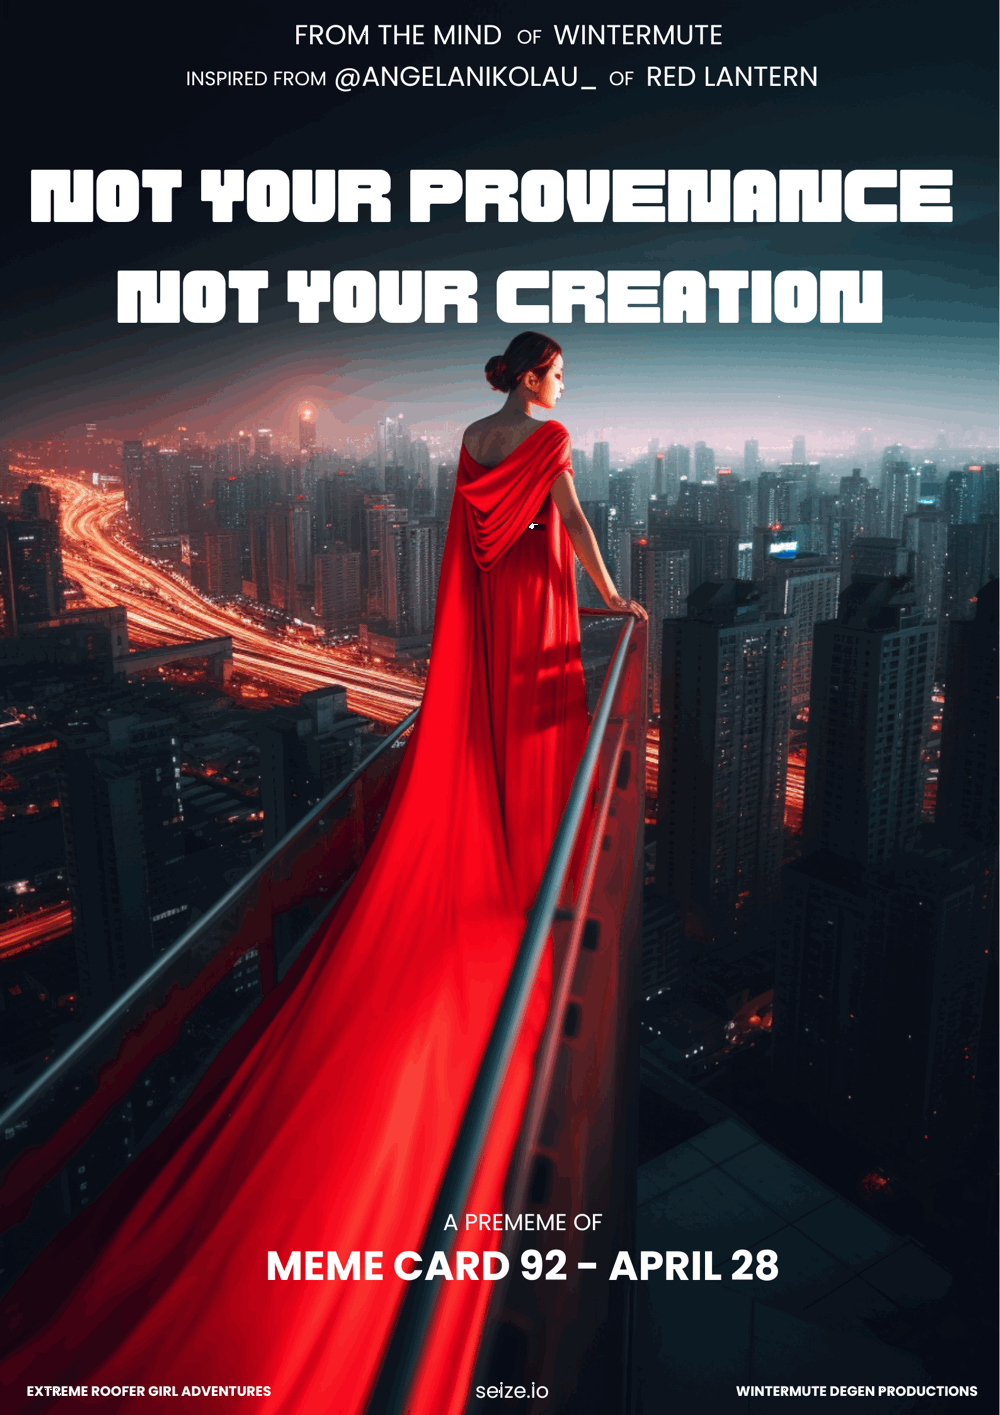 FROM THE MIND OF WINTERMUTE
INSPIRED FROM @ANGELANIKOLAU_ OF RED LANTERN
NOT YOUR PROVENANCE
NOT YOUR CREATION
A PREMEME OF
MEME CARD 92 - APRIL 28
EXTREME ROOFER GIRL ADVENTURES
seize.io
WINTERMUTE DEGEN PRODUCTIONS